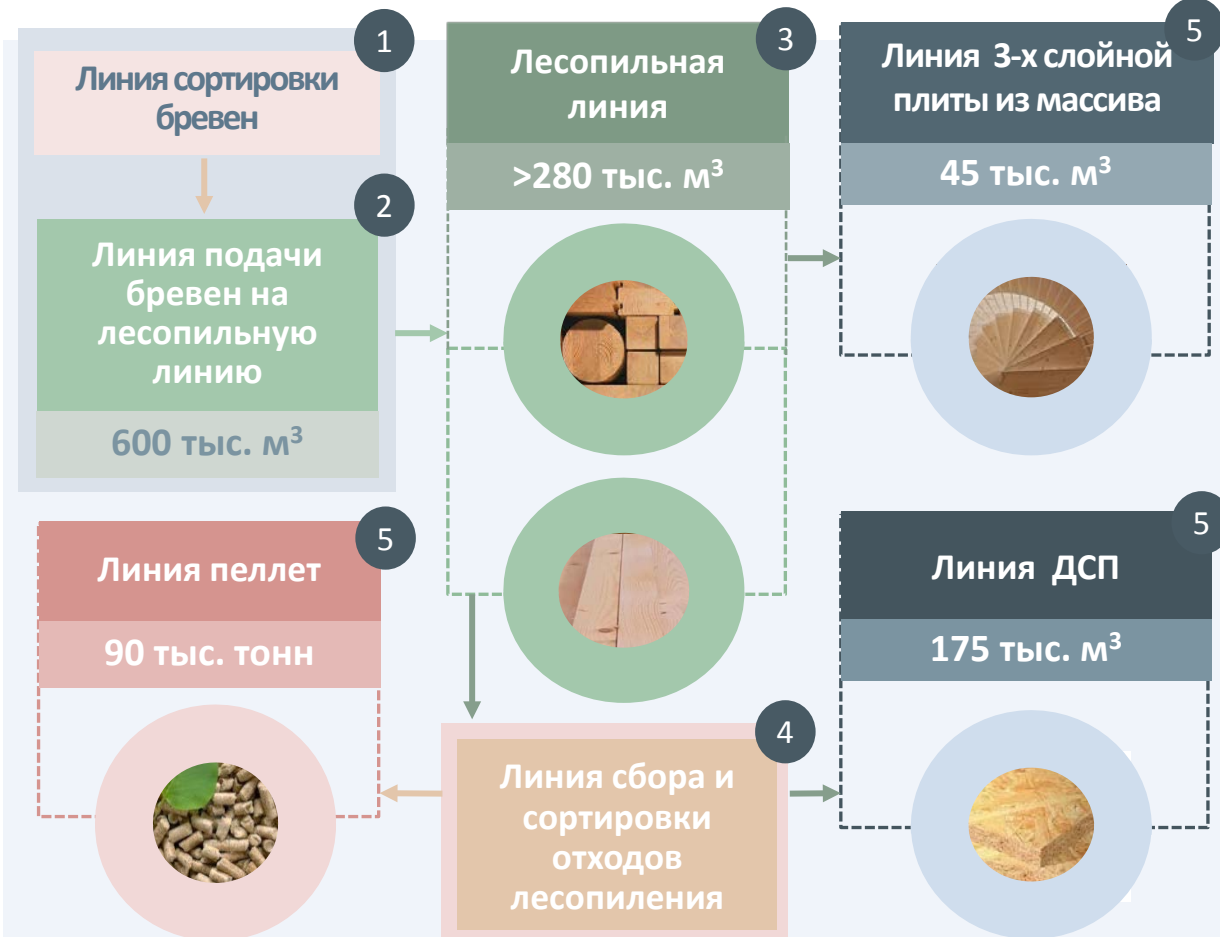 1
Линия сортировки
бревен
2
Линия подачи
бревен на
лесопильную
линию
600 тыс. м³
3
Лесопильная
линия
>280 тыс. м³
5
Линия 3-х слойной
плиты из массива
45 тыс. м³
5
Линия пеллет
90 тыс. тонн
4
Линия сбора и
сортировки
отходов
лесопиления
5
Линия ДСП
175 тыс. м³